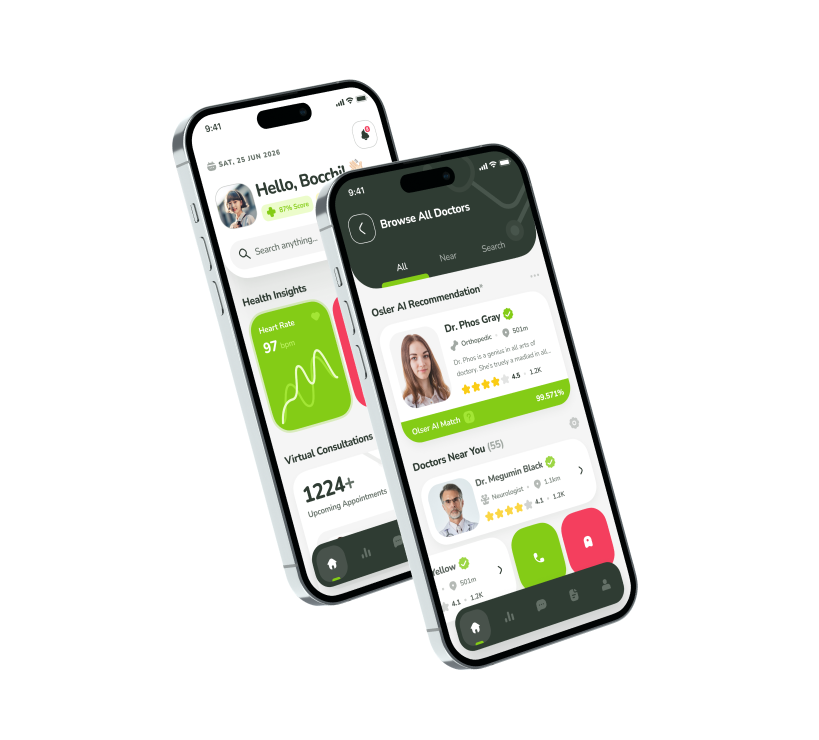 9:41
SAT, 25 JUN 2026
Hello, Bocchi!
87% Score
Search anything...
Health Insights
Heart Rate
97 bpm
Virtual Consultations
1224+
Upcoming Appointments
9:41
Browse All Doctors
All
Near
Search
Osler AI Recommendation
Dr. Phos Gray
Orthopedic
501m
Dr. Phos is a genius in all arts of
doctory. She's truely a medlad in all...
4.5
1.2K
Olser AI Match
99.571%
Doctors Near You (55)
Dr. Megumin Black
Neurologist
1.1km
4.1
1.2K
Yellow
501m
4.1
1.2K